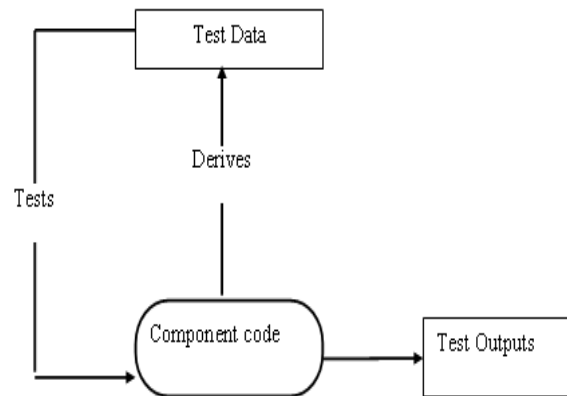 Test Data
Derives
Tests
Component code
Test Outputs